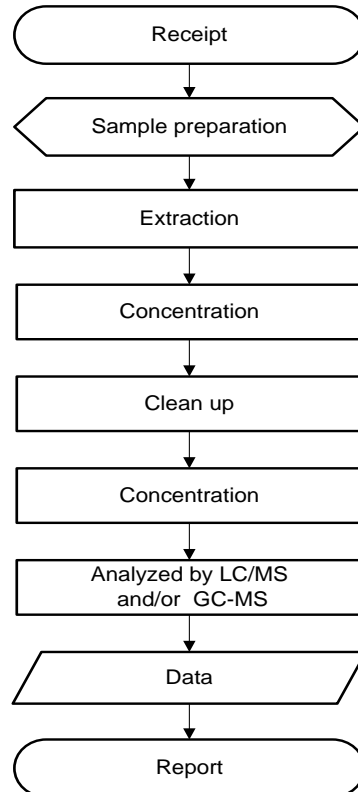 Receipt
Sample preparation
Extraction
Concentration
Clean up
Concentration
Analyzed by LC/MS
and/or GC-MS
Data
Report